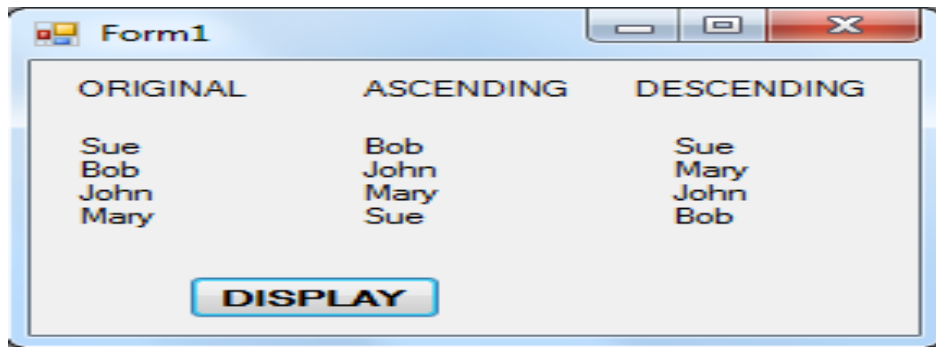 Form1
ORIGINAL ASCENDING DESCENDING
Sue Bob Sue
Bob John Mary
John Mary John
Mary Sue Bob
DISPLAY